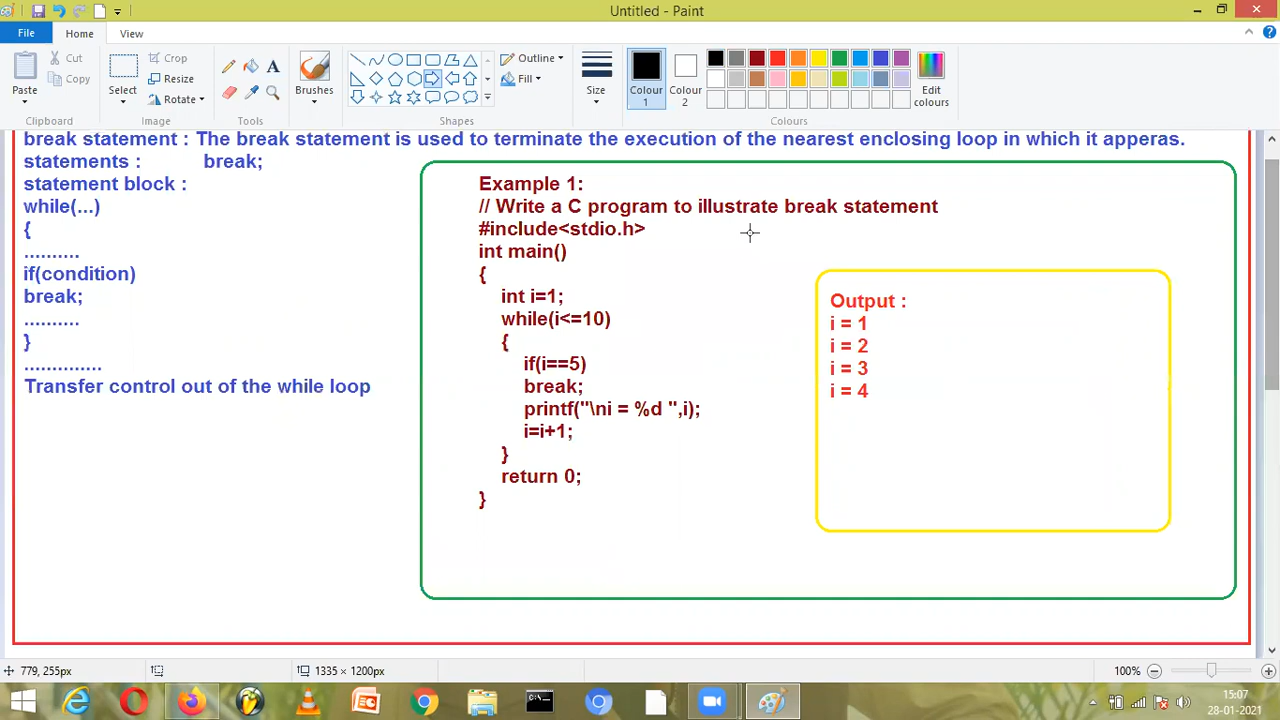 Untitled - Paint
File
Home
View
Paste
Cut
Copy
Clipboard
Select
Crop
Resize
Rotate
Image
A
Tools
Brushes
Outline
Fill
Shapes
Size
Colour 1
Colour 2
Edit colours
Colours
break statement : The break statement is used to terminate the execution of the nearest enclosing loop in which it apperas.
statements : break;
statement block :
while(...)
{
..........
if(condition)
break;
..........
}
..............
Transfer control out of the while loop
Example 1:
// Write a C program to illustrate break statement
#include<stdio.h>
int main()
{
int i=1;
while(i<=10)
{
if(i==5)
break;
printf("\ni = %d ",i);
i=i+1;
}
return 0;
}
Output :
i = 1
i = 2
i = 3
i = 4
779, 255px
1335 × 1200px
100%
15:07
28-01-2021